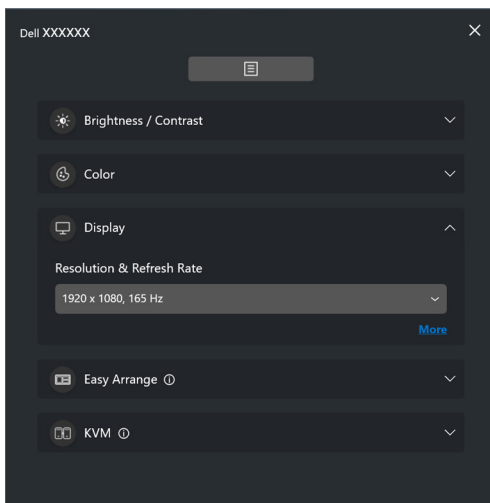 Dell XXXXXX
Brightness / Contrast
Color
Display
Resolution & Refresh Rate
1920 x 1080, 165 Hz
More
Easy Arrange
KVM